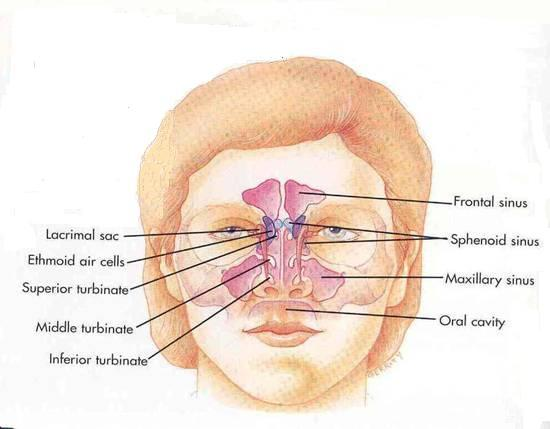 Frontal sinus
Lacrimal sac
Sphenoid sinus
Ethmoid air cells
Superior turbinate
Maxillary sinus
Middle turbinate
Oral cavity
Inferior turbinate